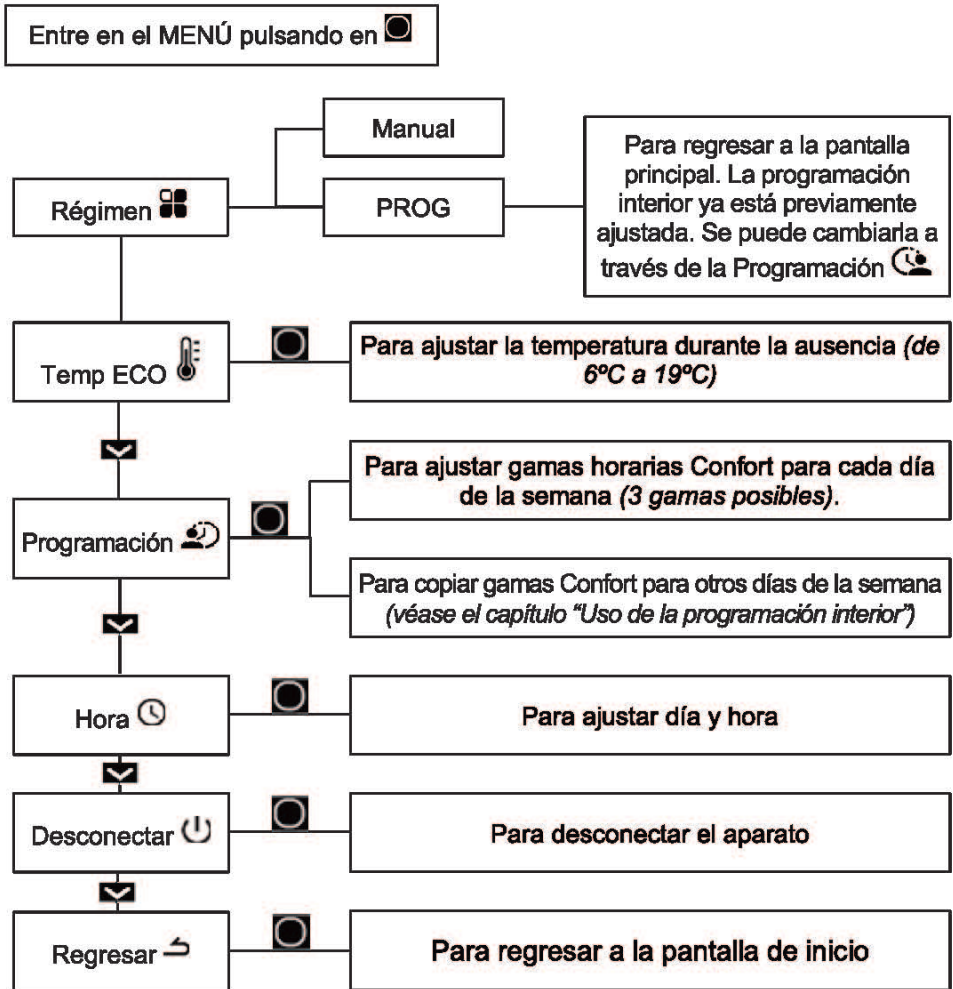 Entre en el MENÚ pulsando en
Manual
Régimen
PROG
Para regresar a la pantalla
principal. La programación
interior ya está previamente
ajustada. Se puede cambiarla a
través de la Programación
Temp ECO
Para ajustar la temperatura durante la ausencia (de
6ºC a 19ºC)
Programación
Para ajustar gamas horarias Confort para cada día
de la semana (3 gamas posibles).
Para copiar gamas Confort para otros días de la semana
(véase el capítulo “Uso de la programación interior”)
Hora
Para ajustar día y hora
Desconectar
Para desconectar el aparato
Regresar
Para regresar a la pantalla de inicio